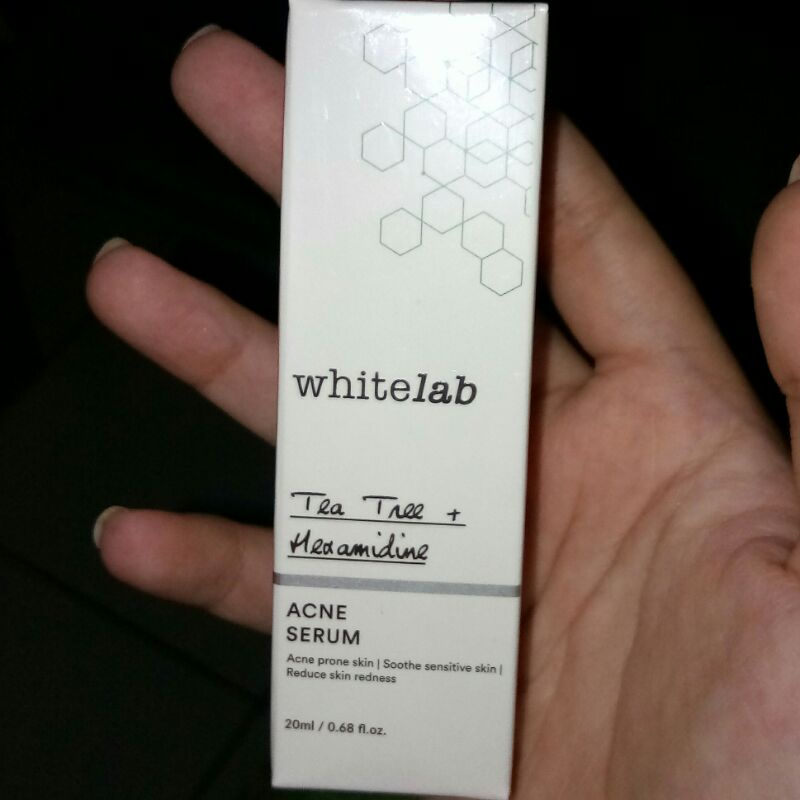 whitelab
Tea Tree +
Hexamidine
ACNE
SERUM
Acne prone skin | Soothe sensitive skin |
Reduce skin redness
20ml / 0.68 fl.oz.